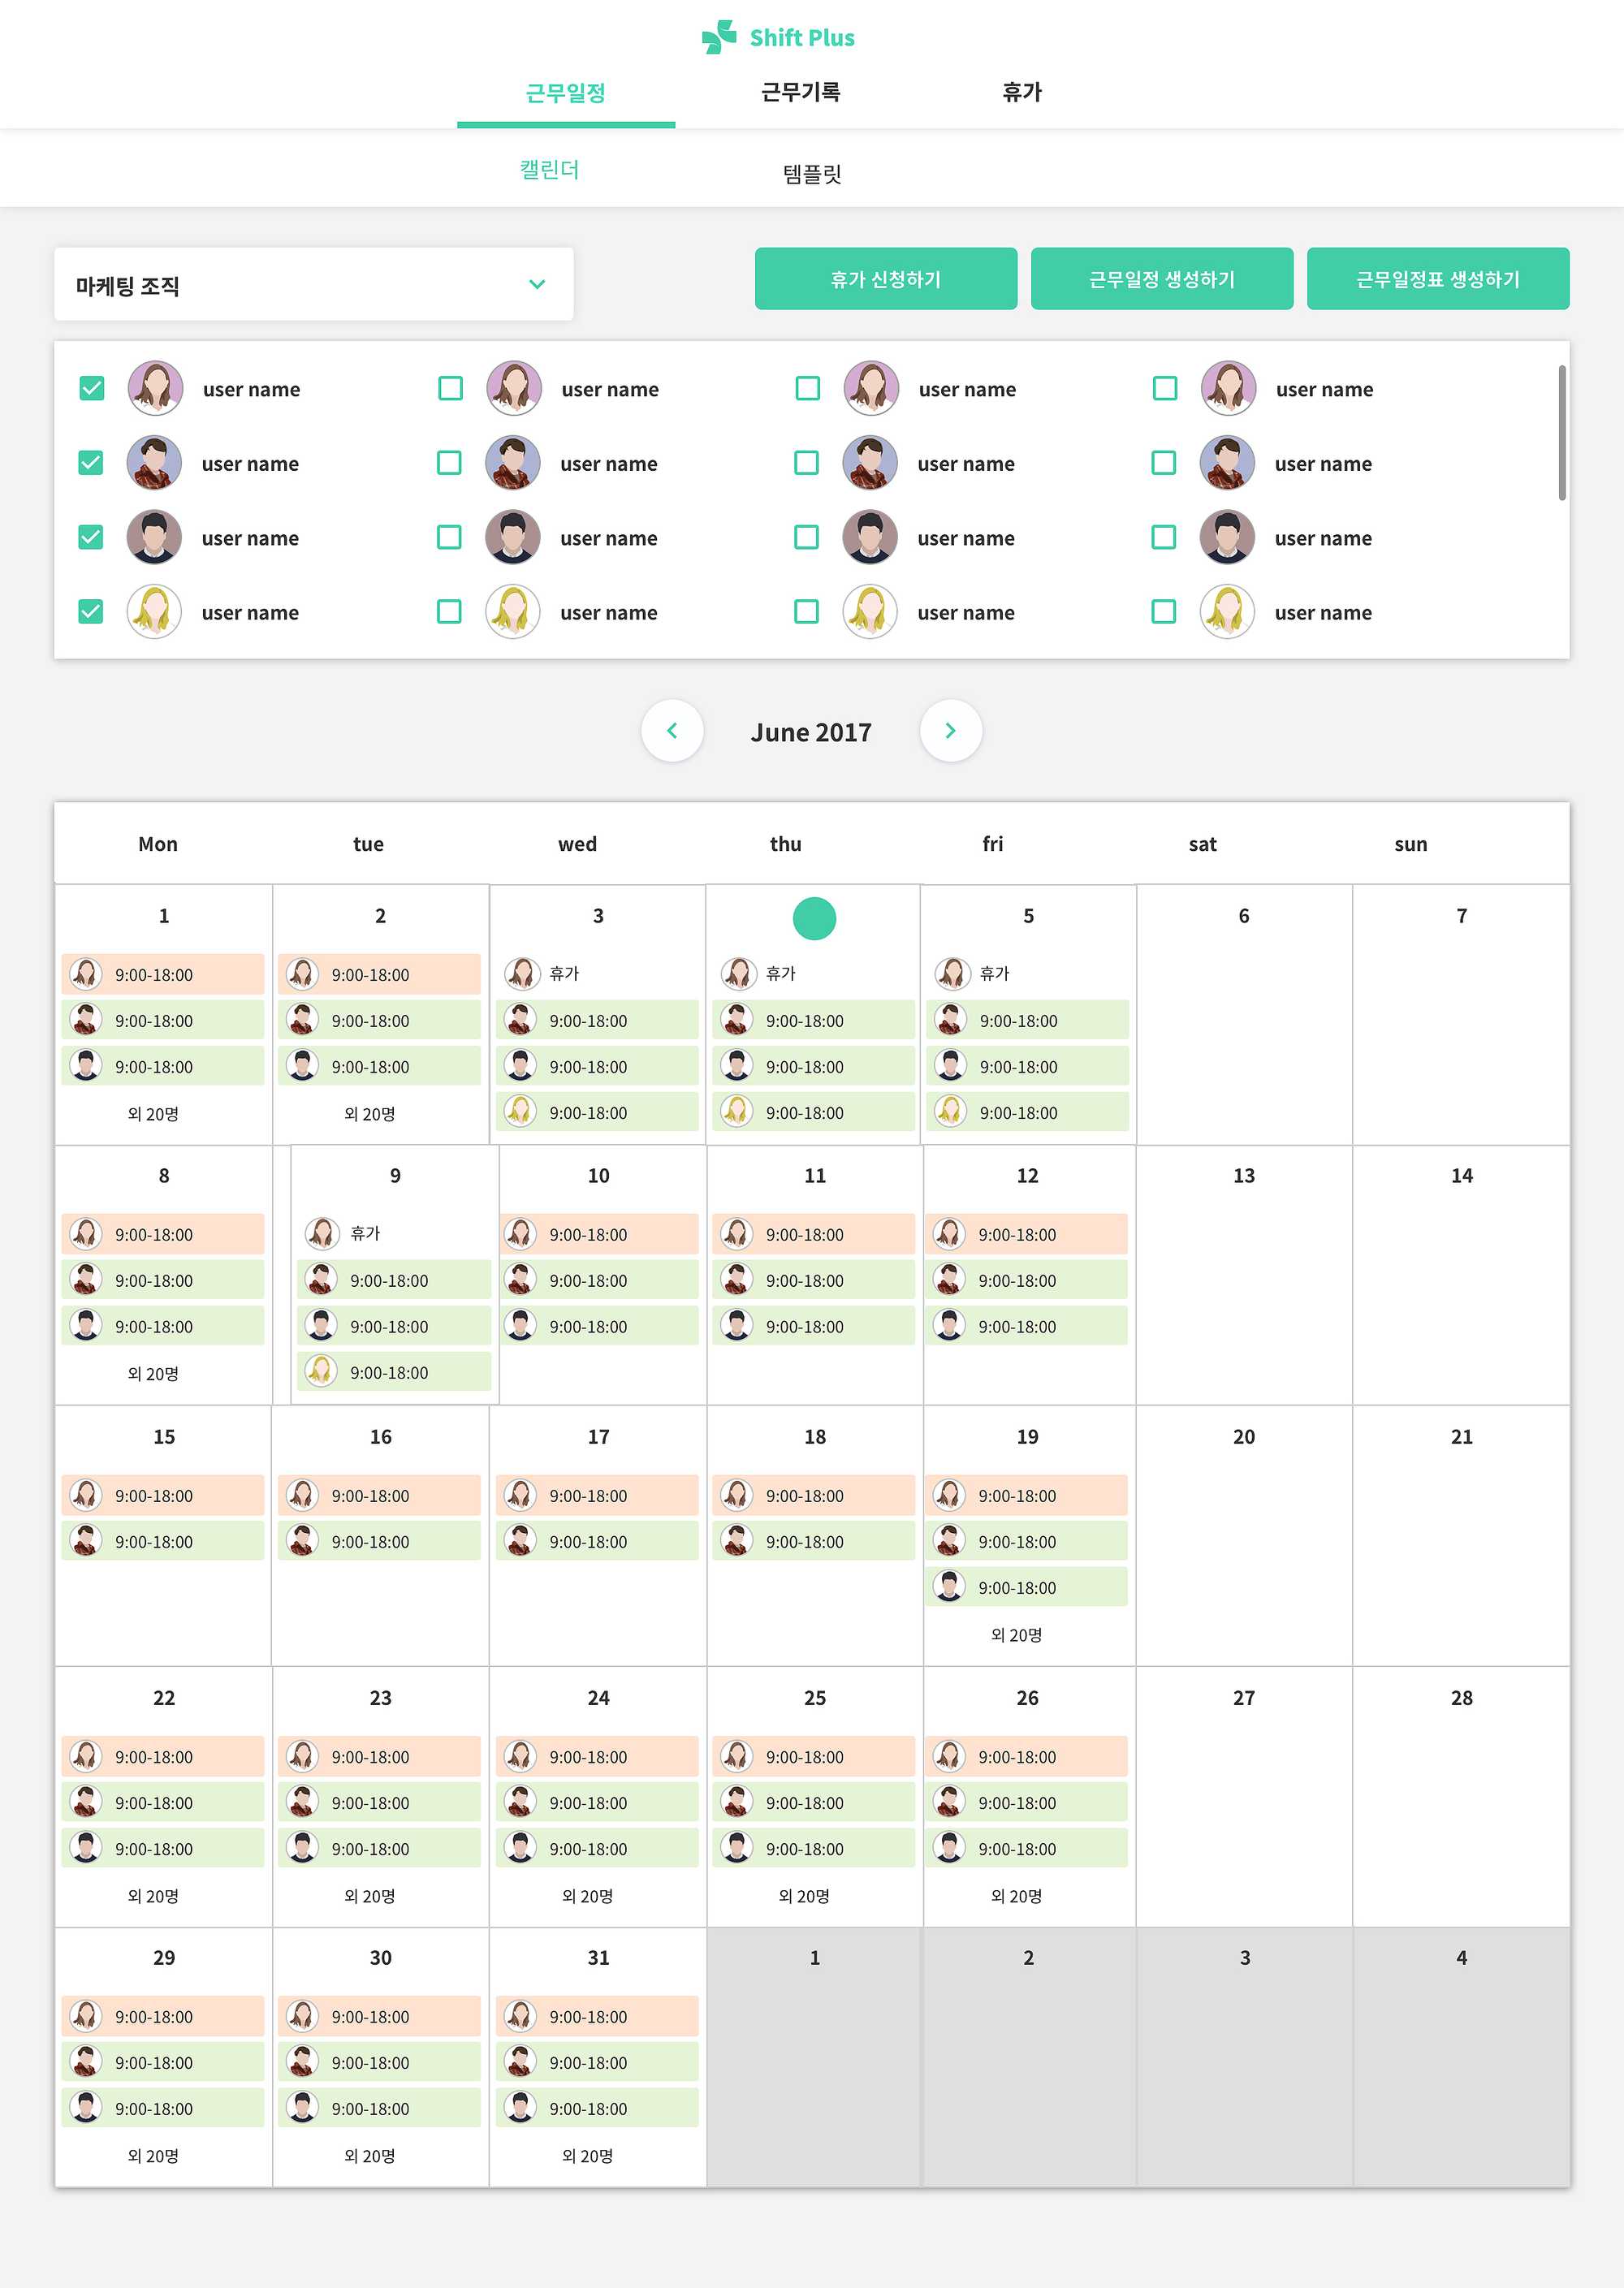 Shift Plus
근무일정 근무기록 휴가
캘린더 템플릿
마케팅 조직 휴가 신청하기 근무일정 생성하기 근무일정표 생성하기
user name user name user name user name
user name user name user name user name
user name user name user name user name
user name user name user name user name
June 2017
Mon tue wed thu fri sat sun
1 2 3 5 6 7
9:00-18:00 9:00-18:00 휴가 휴가 휴가
9:00-18:00 9:00-18:00 9:00-18:00 9:00-18:00 9:00-18:00
9:00-18:00 9:00-18:00 9:00-18:00 9:00-18:00 9:00-18:00
외 20명 외 20명 9:00-18:00 9:00-18:00 9:00-18:00
8 9 10 11 12 13 14
9:00-18:00 휴가 9:00-18:00 9:00-18:00 9:00-18:00
9:00-18:00 9:00-18:00 9:00-18:00 9:00-18:00 9:00-18:00
9:00-18:00 9:00-18:00 9:00-18:00 9:00-18:00 9:00-18:00
외 20명 9:00-18:00
15 16 17 18 19 20 21
9:00-18:00 9:00-18:00 9:00-18:00 9:00-18:00 9:00-18:00
9:00-18:00 9:00-18:00 9:00-18:00 9:00-18:00 9:00-18:00
9:00-18:00
외 20명
22 23 24 25 26 27 28
9:00-18:00 9:00-18:00 9:00-18:00 9:00-18:00 9:00-18:00
9:00-18:00 9:00-18:00 9:00-18:00 9:00-18:00 9:00-18:00
9:00-18:00 9:00-18:00 9:00-18:00 9:00-18:00 9:00-18:00
외 20명 외 20명 외 20명 외 20명 외 20명
29 30 31 1 2 3 4
9:00-18:00 9:00-18:00 9:00-18:00
9:00-18:00 9:00-18:00 9:00-18:00
9:00-18:00 9:00-18:00 9:00-18:00
외 20명 외 20명 외 20명